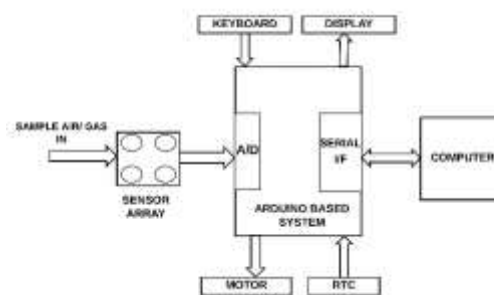 KEYBOARD
DISPLAY
SAMPLE AIR/ GAS
IN
A/D
SERIAL
I/F
COMPUTER
SENSOR
ARRAY
ARDUINO BASED
SYSTEM
MOTOR
RTC